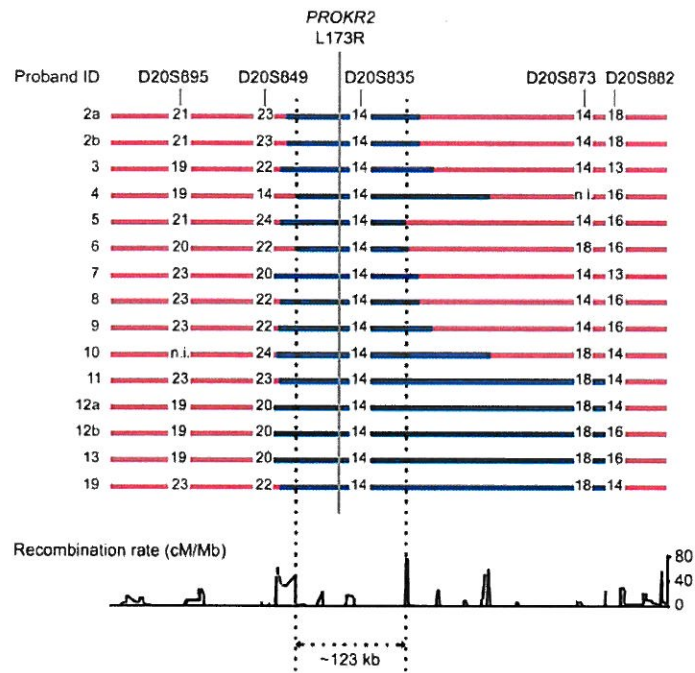 PROKR2
L173R
Proband ID D20S895 D20S849 D20S835 D20S873 D20S882
2a 21 23 14 14 18
2b 21 23 14 14 18
3 19 22 14 14 13
4 19 14 14 n.i. 16
5 21 24 14 14 16
6 20 22 14 18 16
7 23 20 14 14 13
8 23 22 14 14 16
9 23 22 14 14 16
10 n.i. 24 14 18 14
11 23 23 14 18 14
12a 19 20 14 18 14
12b 19 20 14 18 16
13 19 20 14 18 16
19 23 22 14 18 14
Recombination rate (cM/Mb)
80
40
0
~123 kb